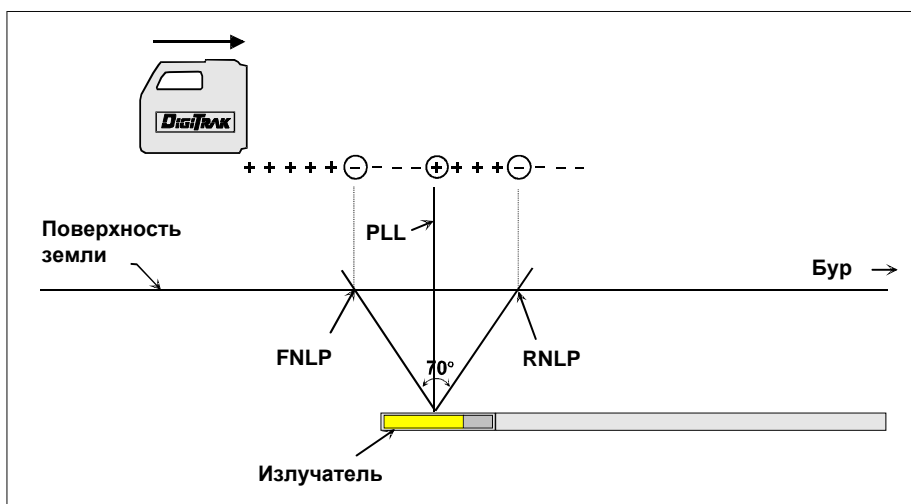 DIGITRAK
+ + + + + - - - - + + + + - - - -
Поверхность
земли
PLL
Бур →
FNLP
70°
RNLP
Излучатель